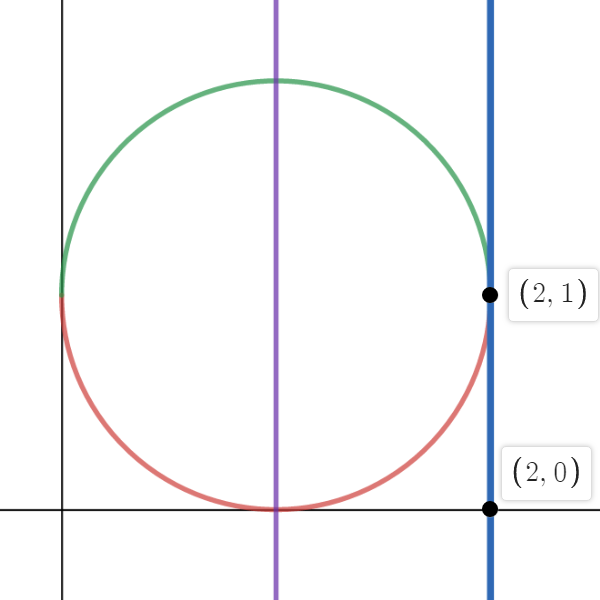 (2, 1)
(2, 0)